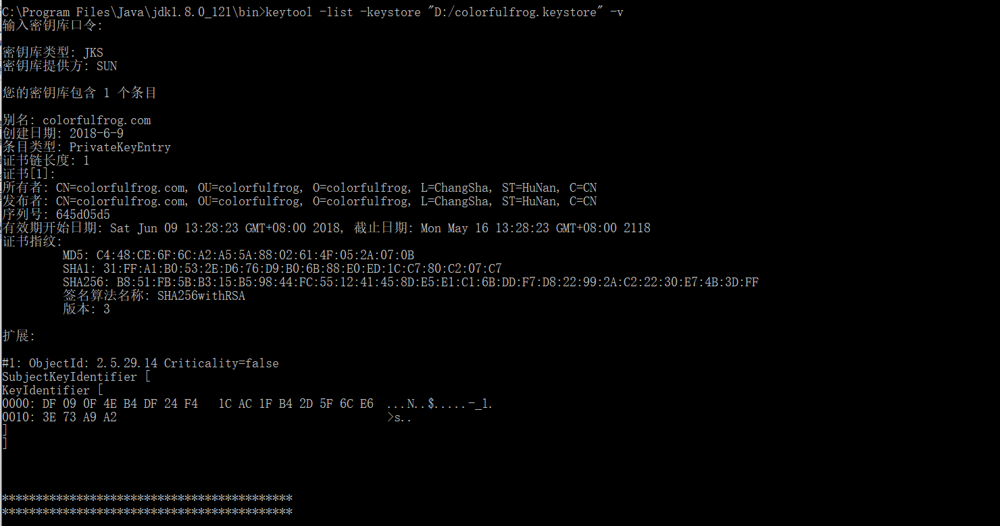 C:\Program Files\Java\jdk1.8.0_121\bin>keytool -list -keystore "D:/colorfulfrog.keystore" -v
输入密钥库口令:
密钥库类型: JKS
密钥库提供方: SUN
您的密钥库包含 1 个条目
别名: colorfulfrog.com
创建日期: 2018-6-9
条目类型: PrivateKeyEntry
证书链长度: 1
证书[1]:
所有者: CN=colorfulfrog.com, OU=colorfulfrog, O=colorfulfrog, L=ChangSha, ST=HuNan, C=CN
发布者: CN=colorfulfrog.com, OU=colorfulfrog, O=colorfulfrog, L=ChangSha, ST=HuNan, C=CN
序列号: 645d05d5
有效期开始日期: Sat Jun 09 13:28:23 GMT+08:00 2018, 截止日期: Mon May 16 13:28:23 GMT+08:00 2118
证书指纹:
MD5: C4:48:CE:6F:6C:A2:A5:5A:88:02:61:4F:05:2A:07:0B
SHA1: 31:FF:A1:B0:53:2E:D6:76:D9:B0:6B:88:E0:ED:1C:C7:80:C2:07:C7
SHA256: B8:51:FB:5B:B3:15:B5:98:44:FC:55:12:41:45:8D:E5:E1:C1:6B:DD:F7:D8:22:99:2A:C2:22:30:E7:4B:3D:FF
签名算法名称: SHA256withRSA
版本: 3
扩展:
#1: ObjectId: 2.5.29.14 Criticality=false
SubjectKeyIdentifier [
KeyIdentifier [
0000: DF 09 0F 4E B4 DF 24 F4   1C AC 1F B4 2D 5F 6C E6  ...N..$.....-_l.
0010: 3E 73 A9 A2                                        >s..
]
]
*******************************************
*******************************************